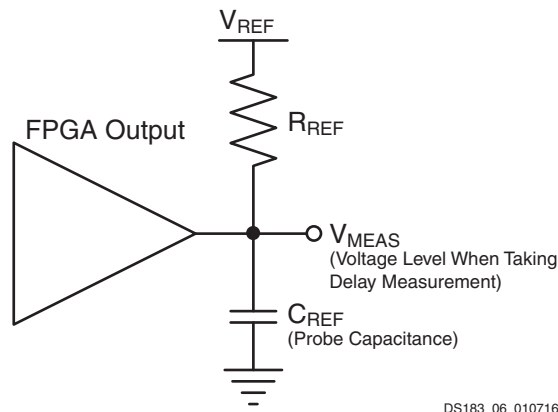 VREF
FPGA Output
RREF
VMEAS
(Voltage Level When Taking
Delay Measurement)
CREF
(Probe Capacitance)
DS183_06_010716